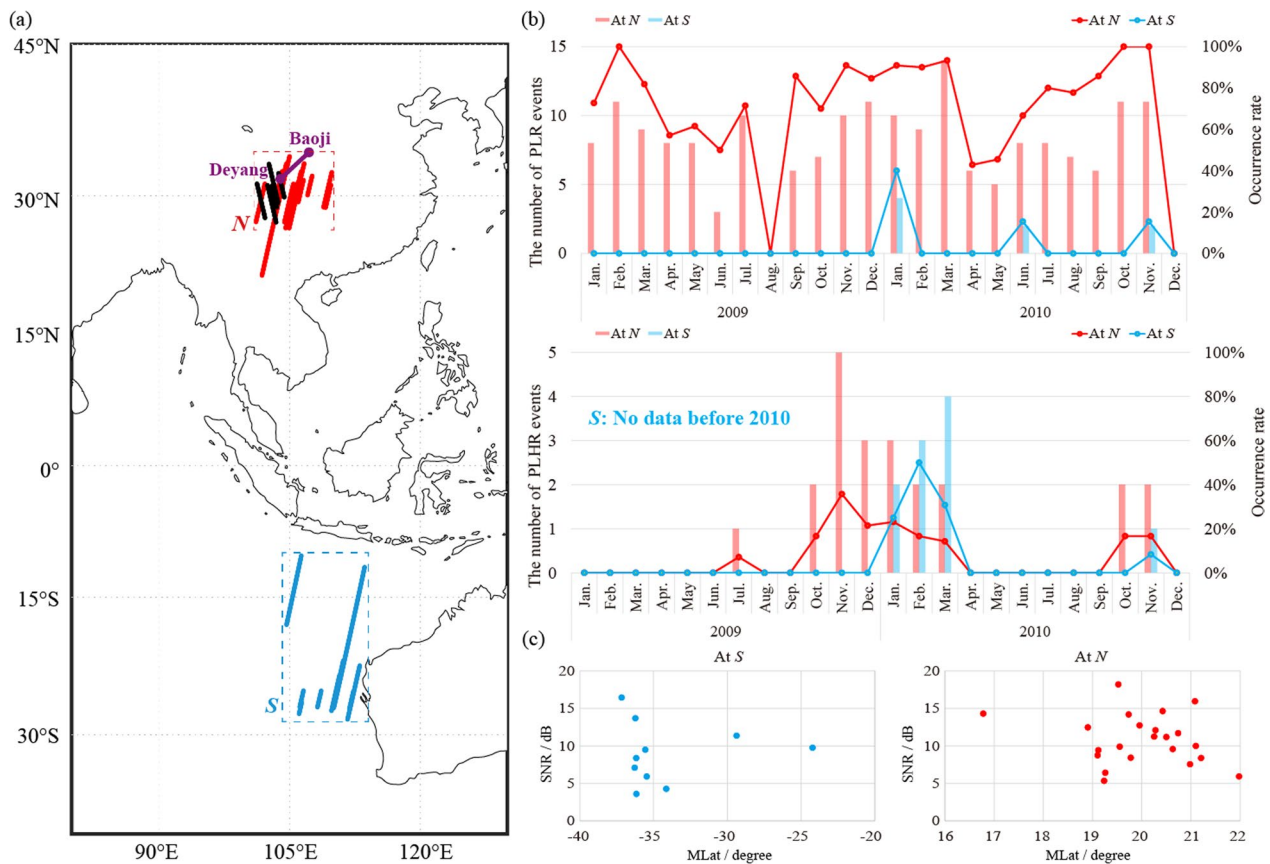 (a)
45°N
30°N
15°N
0°
15°S
30°S
90°E
105°E
120°E
Baoji
Deyang
N
S
(b)
At N At S At N At S
The number of PLR events
15
10
5
0
100%
80%
60%
40%
20%
0%
Occurrence rate
Jan. Feb. Mar. Apr. May Jun. Jul. Aug. Sep. Oct. Nov. Dec. Jan. Feb. Mar. Apr. May Jun. Jul. Aug. Sep. Oct. Nov. Dec.
2009 2010
At N At S At N At S
The number of PLHR events
5
4
3
2
1
0
S: No data before 2010
100%
80%
60%
40%
20%
0%
Occurrence rate
Jan. Feb. Mar. Apr. May Jun. Jul. Aug. Sep. Oct. Nov. Dec. Jan. Feb. Mar. Apr. May Jun. Jul. Aug. Sep. Oct. Nov. Dec.
2009 2010
(c)
At S
SNR / dB
20
15
10
5
0
-40 -35 -30 -25 -20
MLat / degree
At N
SNR / dB
20
15
10
5
0
16 17 18 19 20 21 22
MLat / degree